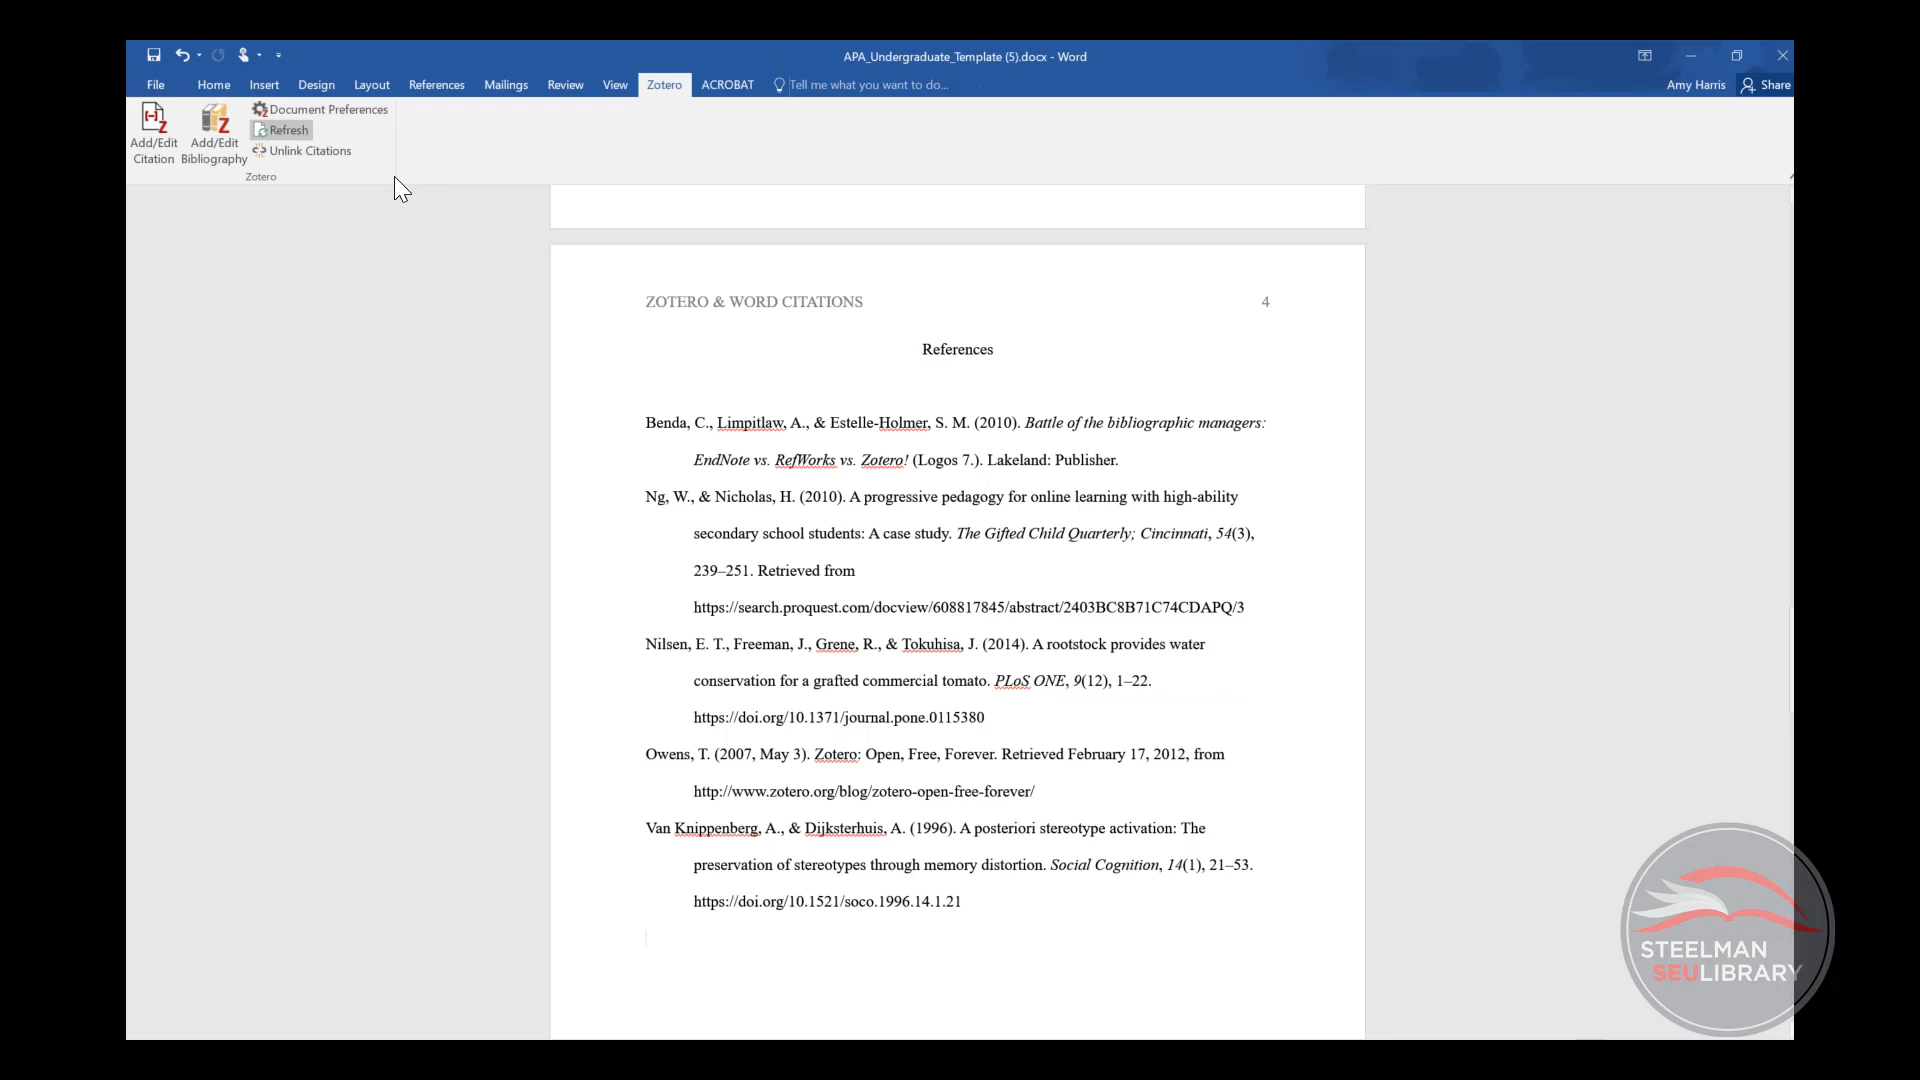 APA_Undergraduate_Template (5).docx - Word
File Home Insert Design Layout References Mailings Review View Zotero ACROBAT Tell me what you want to do... Amy Harris Share
Add/Edit Citation
Add/Edit Bibliography
Document Preferences
Refresh
Unlink Citations
Zotero
ZOTERO & WORD CITATIONS 4
References
Benda, C., Limpitlaw, A., & Estelle-Holmer, S. M. (2010). Battle of the bibliographic managers:
EndNote vs. RefWorks vs. Zotero! (Logos 7.). Lakeland: Publisher.
Ng, W., & Nicholas, H. (2010). A progressive pedagogy for online learning with high-ability
secondary school students: A case study. The Gifted Child Quarterly; Cincinnati, 54(3),
239–251. Retrieved from
https://search.proquest.com/docview/608817845/abstract/2403BC8B71C74CDAPQ/3
Nilsen, E. T., Freeman, J., Grene, R., & Tokuhisa, J. (2014). A rootstock provides water
conservation for a grafted commercial tomato. PLoS ONE, 9(12), 1–22.
https://doi.org/10.1371/journal.pone.0115380
Owens, T. (2007, May 3). Zotero: Open, Free, Forever. Retrieved February 17, 2012, from
http://www.zotero.org/blog/zotero-open-free-forever/
Van Knippenberg, A., & Dijksterhuis, A. (1996). A posteriori stereotype activation: The
preservation of stereotypes through memory distortion. Social Cognition, 14(1), 21–53.
https://doi.org/10.1521/soco.1996.14.1.21
STEELMAN
SEULIBRARY